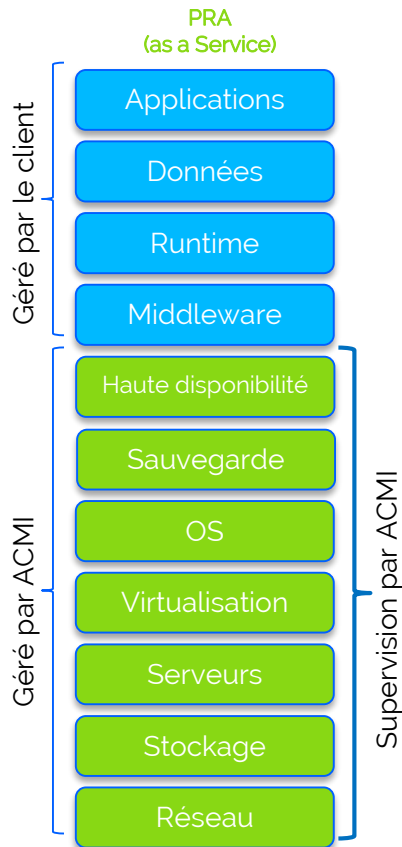 PRA
(as a Service)
Géré par le client
Applications
Données
Runtime
Middleware
Géré par ACMI
Haute disponibilité
Sauvegarde
OS
Virtualisation
Serveurs
Stockage
Réseau
Supervision par ACMI